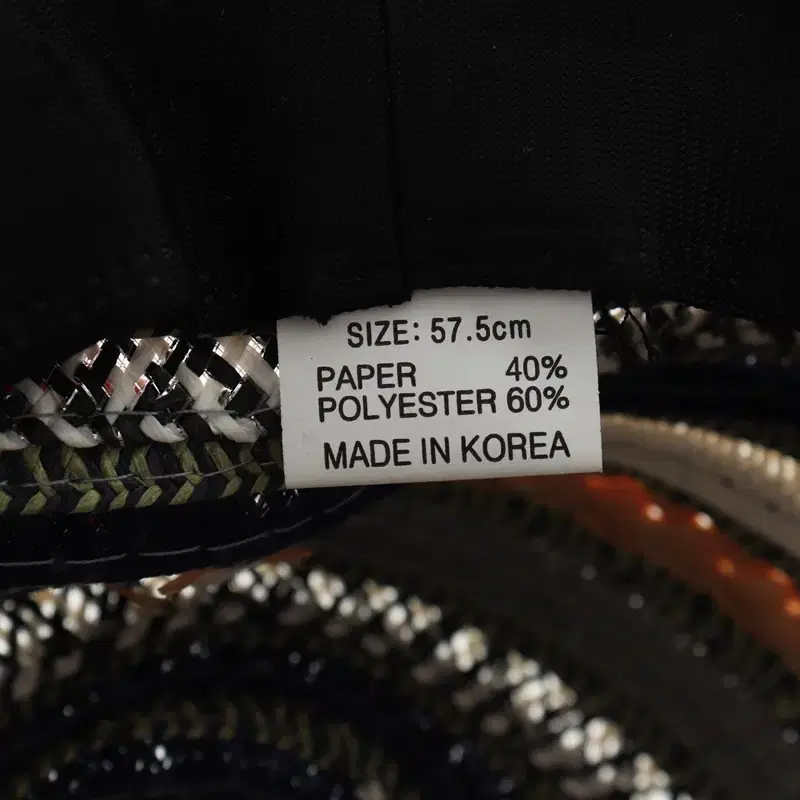 SIZE: 57.5cm
PAPER 40%
POLYESTER 60%
MADE IN KOREA